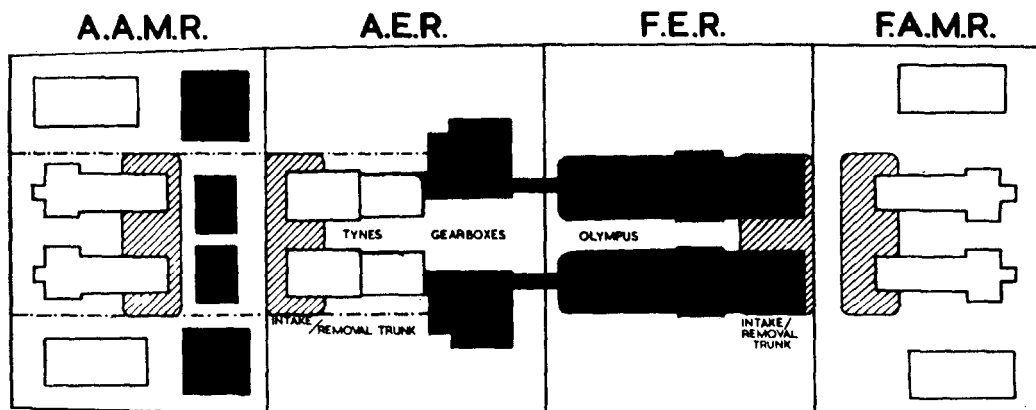 A.A.M.R. A.E.R. F.E.R. F.A.M.R.
TYNES GEARBOXES OLYMPUS
INTAKE/REMOVAL TRUNK
INTAKE/
REMOVAL
TRUNK